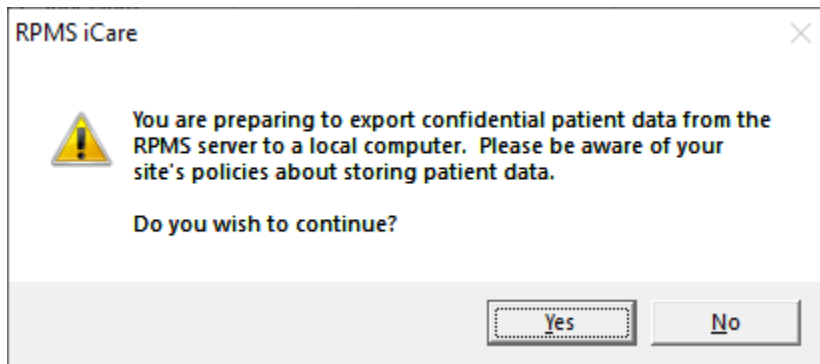 RPMS iCare
You are preparing to export confidential patient data from the
RPMS server to a local computer.  Please be aware of your
site's policies about storing patient data.
Do you wish to continue?
Yes
No